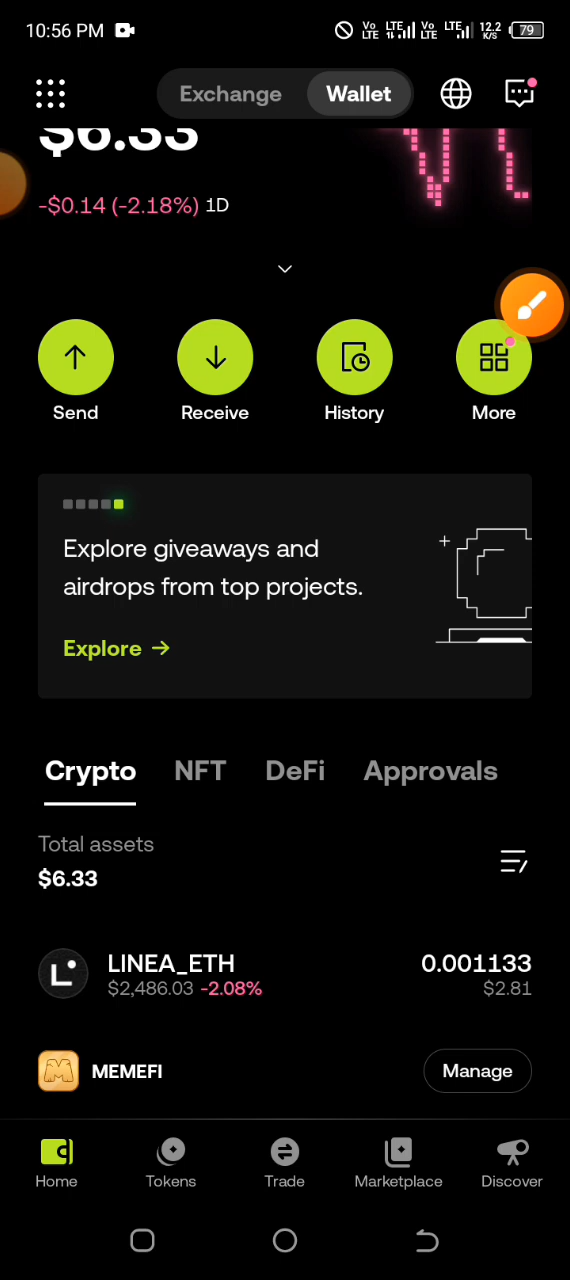 10:56 PM
Vo LTE LTE Vo LTE LTE 12.2 K/S 79
Exchange Wallet
$6.33
-$0.14 (-2.18%) 1D
Send Receive History More
Explore giveaways and
airdrops from top projects.
Explore →
Crypto NFT DeFi Approvals
Total assets
$6.33
LINEA_ETH 0.001133
$2,486.03 -2.08% $2.81
MEMEFI Manage
Home Tokens Trade Marketplace Discover